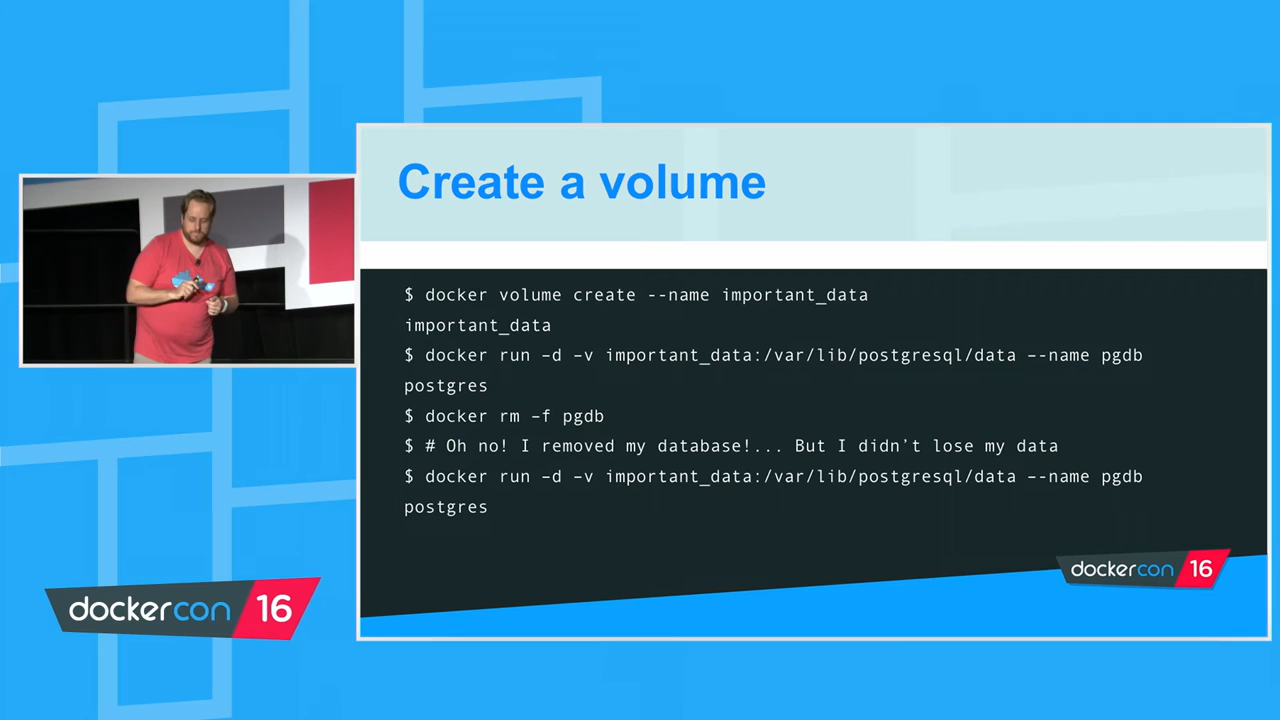 Create a volume
$ docker volume create --name important_data
important_data
$ docker run –d –v important_data:/var/lib/postgresql/data –-name pgdb
postgres
$ docker rm –f pgdb
$ # Oh no! I removed my database!... But I didn’t lose my data
$ docker run –d –v important_data:/var/lib/postgresql/data –-name pgdb
postgres
dockercon 16
dockercon 16